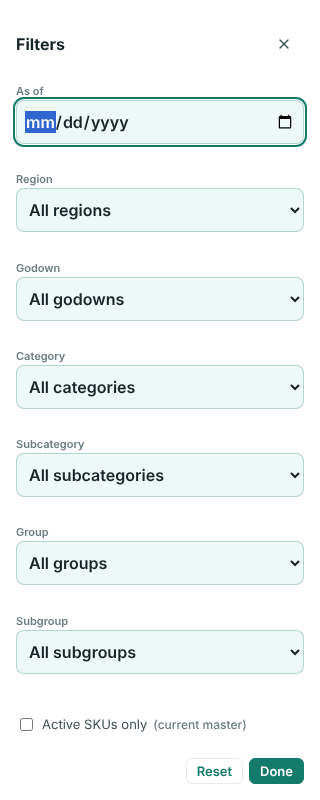 Filters
As of
mm/dd/yyyy
Region
All regions
Godown
All godowns
Category
All categories
Subcategory
All subcategories
Group
All groups
Subgroup
All subgroups
Active SKUs only (current master)
Reset Done